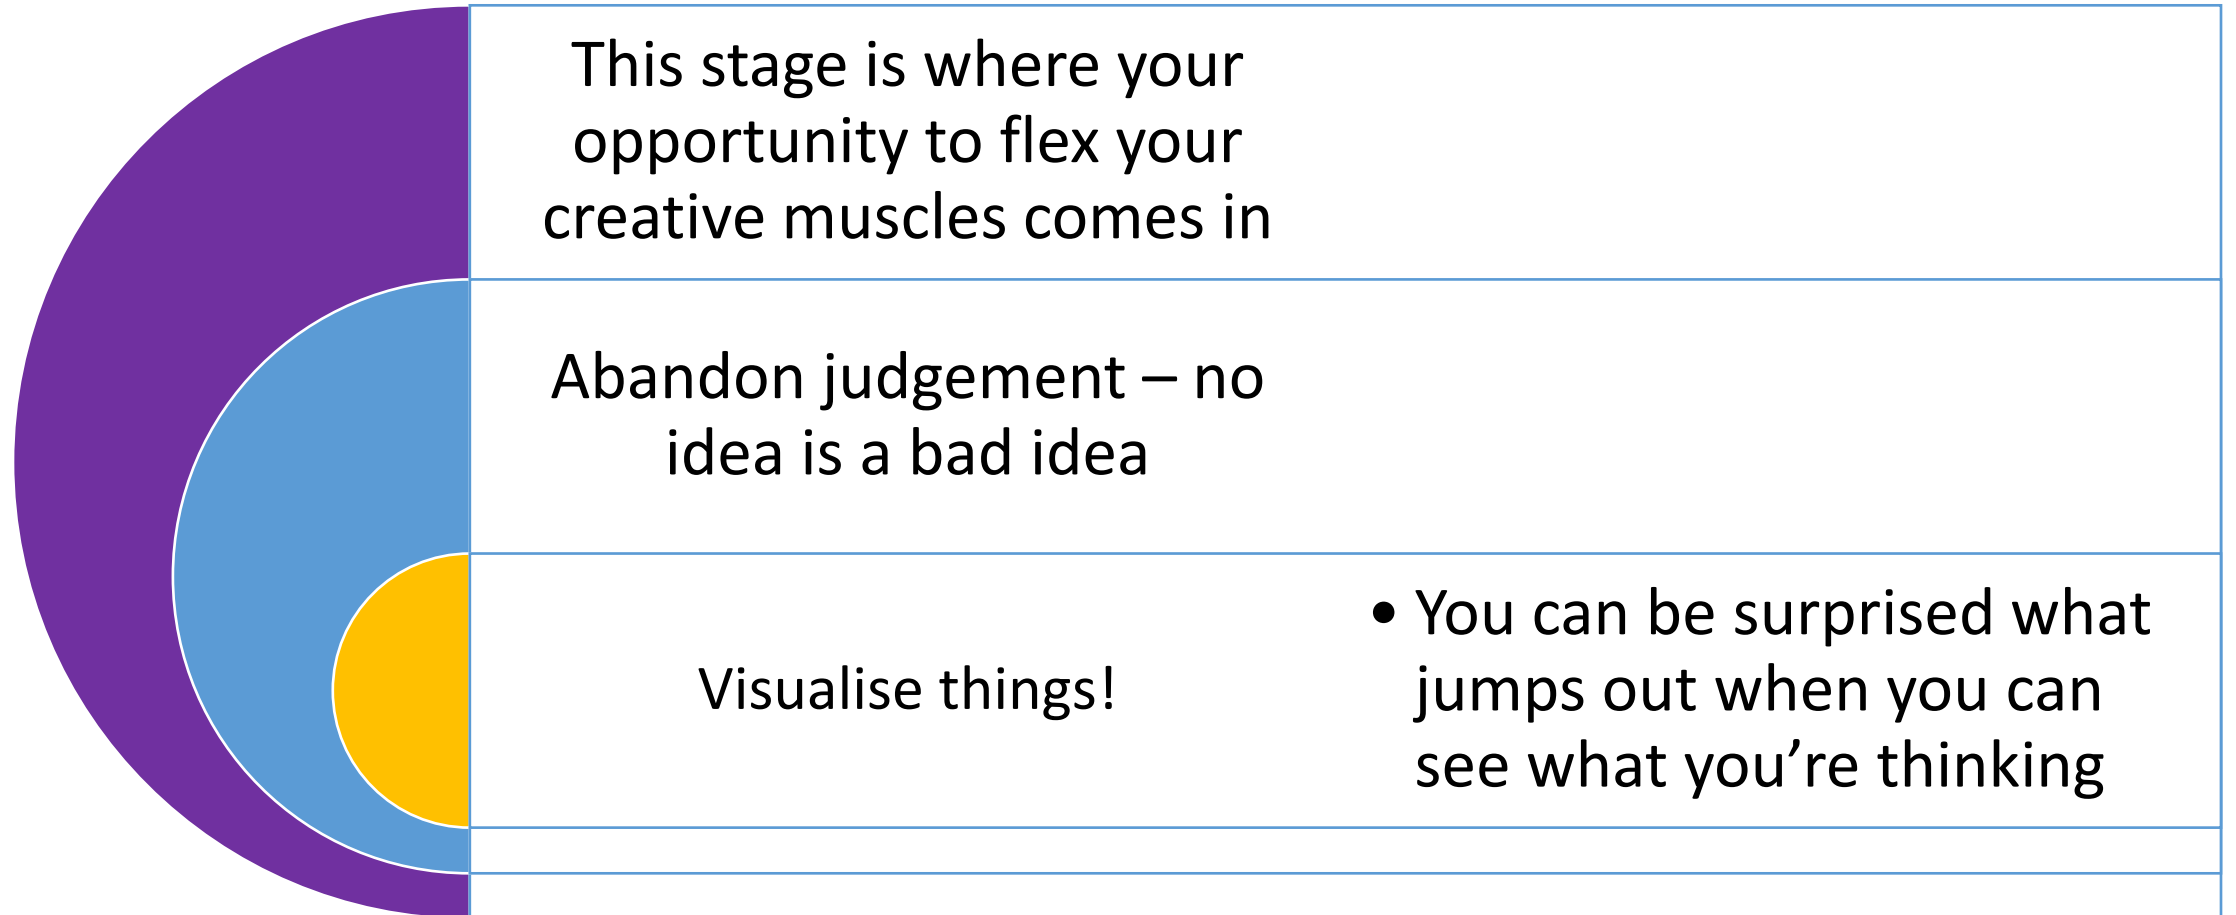 This stage is where your
opportunity to flex your
creative muscles comes in
Abandon judgement – no
idea is a bad idea
Visualise things!
• You can be surprised what
jumps out when you can
see what you’re thinking